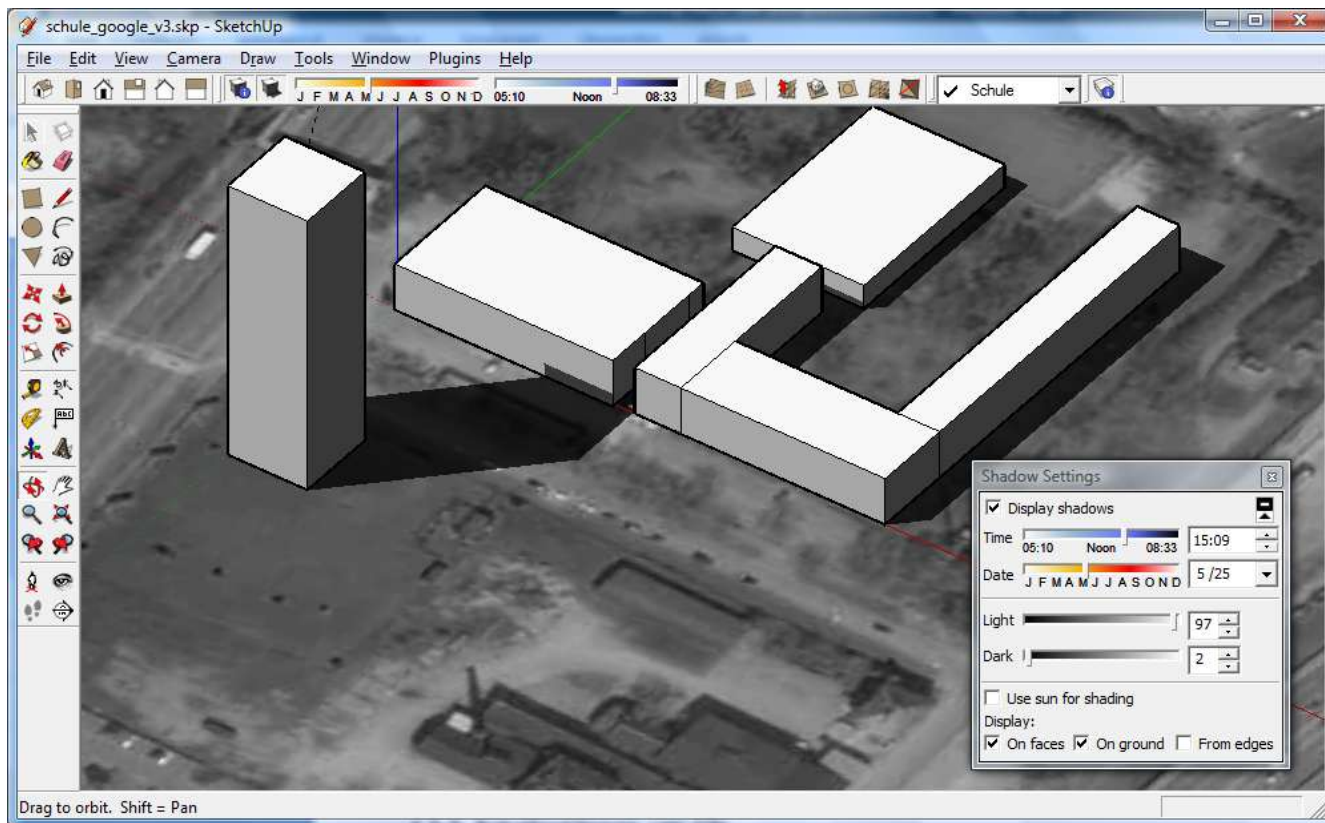 schule_google_v3.skp - SketchUp
File Edit View Camera Draw Tools Window Plugins Help
J F M A M J J A S O N D 05:10 Noon 08:33 Schule
Abc
Shadow Settings
Display shadows
Time 05:10 Noon 08:33 15:09
Date J F M A M J J A S O N D 5 /25
Light 97
Dark 2
Use sun for shading
Display:
On faces On ground From edges
Drag to orbit. Shift = Pan